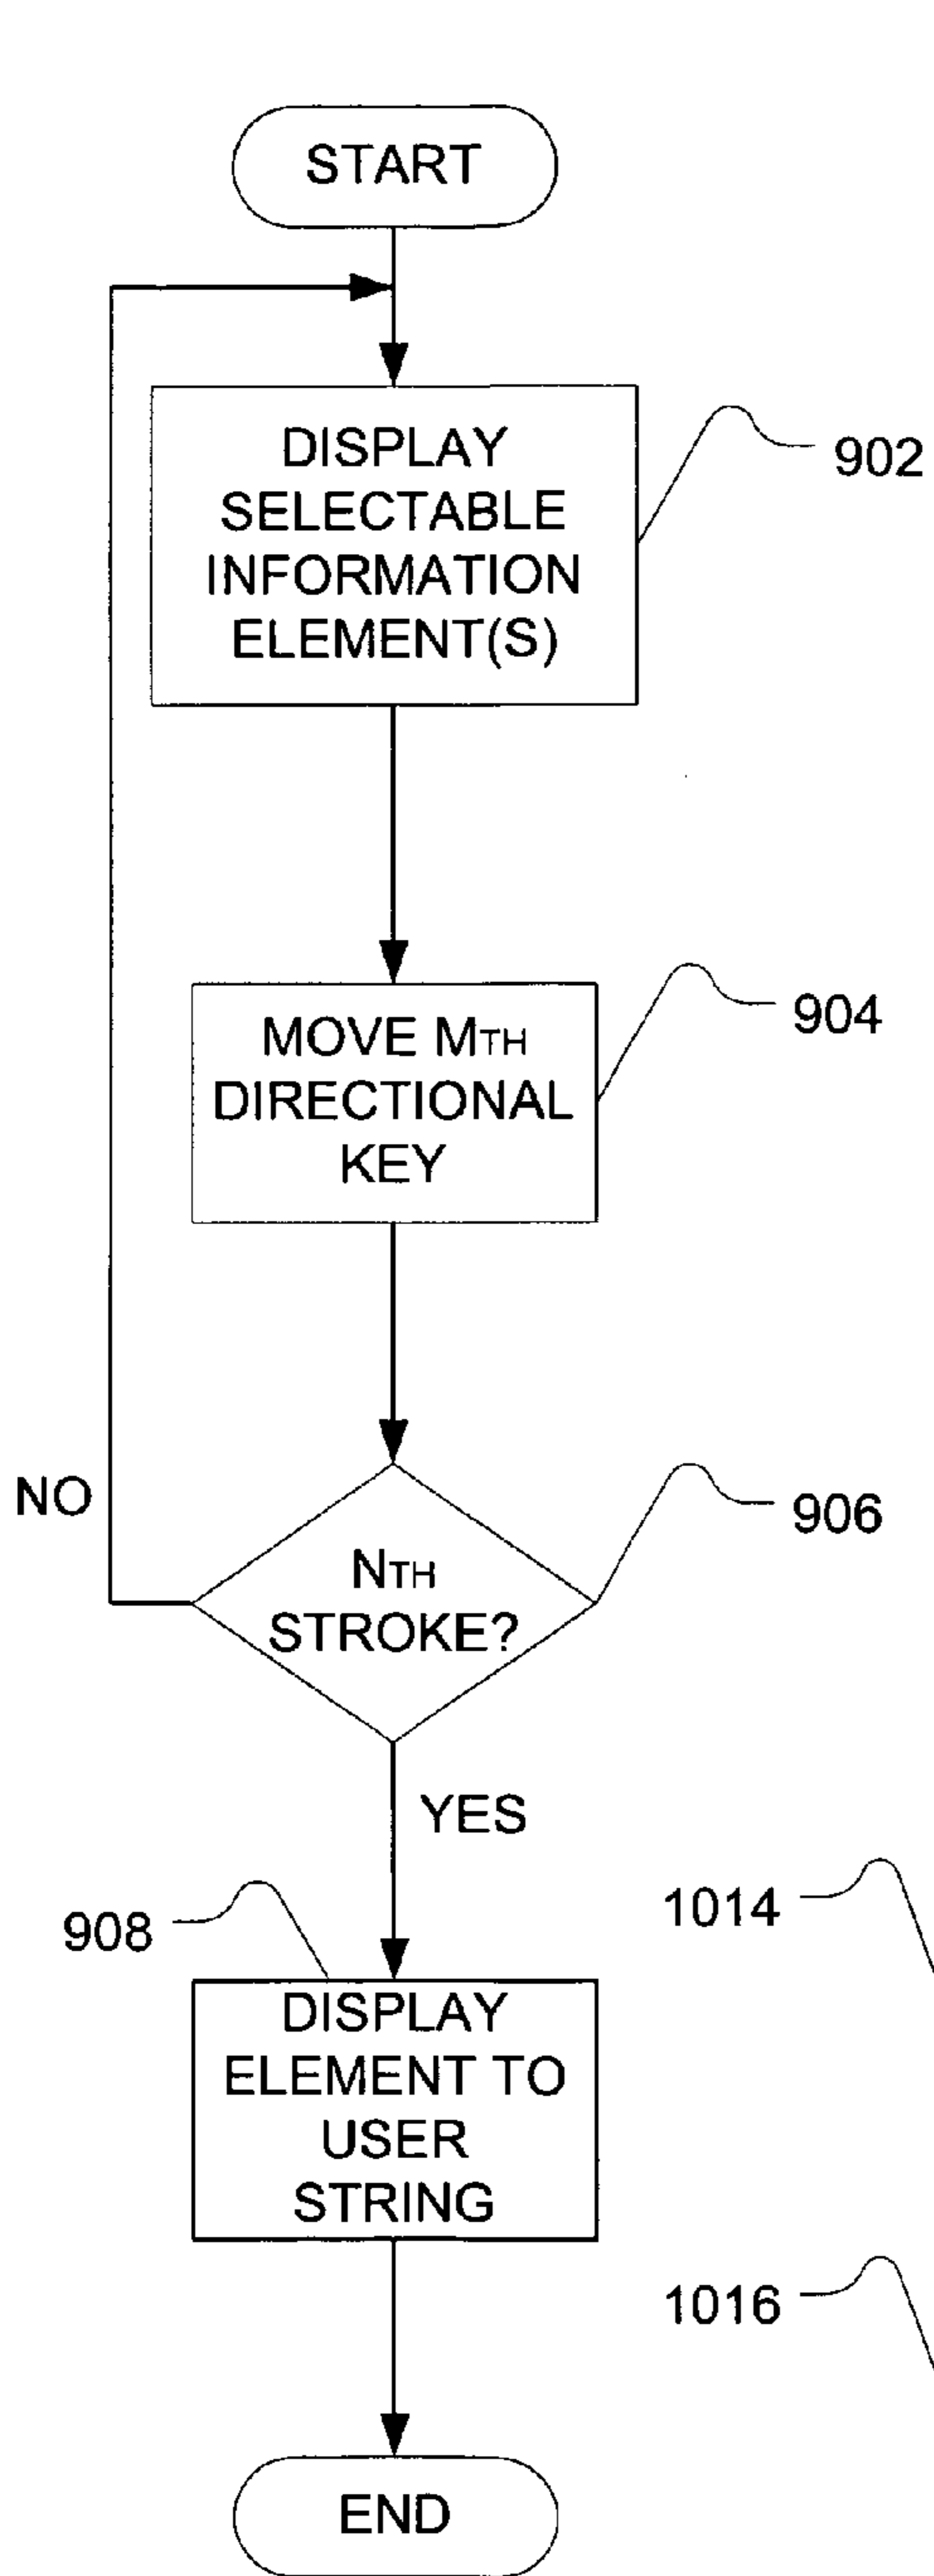 START
DISPLAY
SELECTABLE
INFORMATION
ELEMENT(S)
902
MOVE MTH
DIRECTIONAL
KEY
904
NO
NTH
STROKE?
906
YES
908
1014
DISPLAY
ELEMENT TO
USER
STRING
1016
END